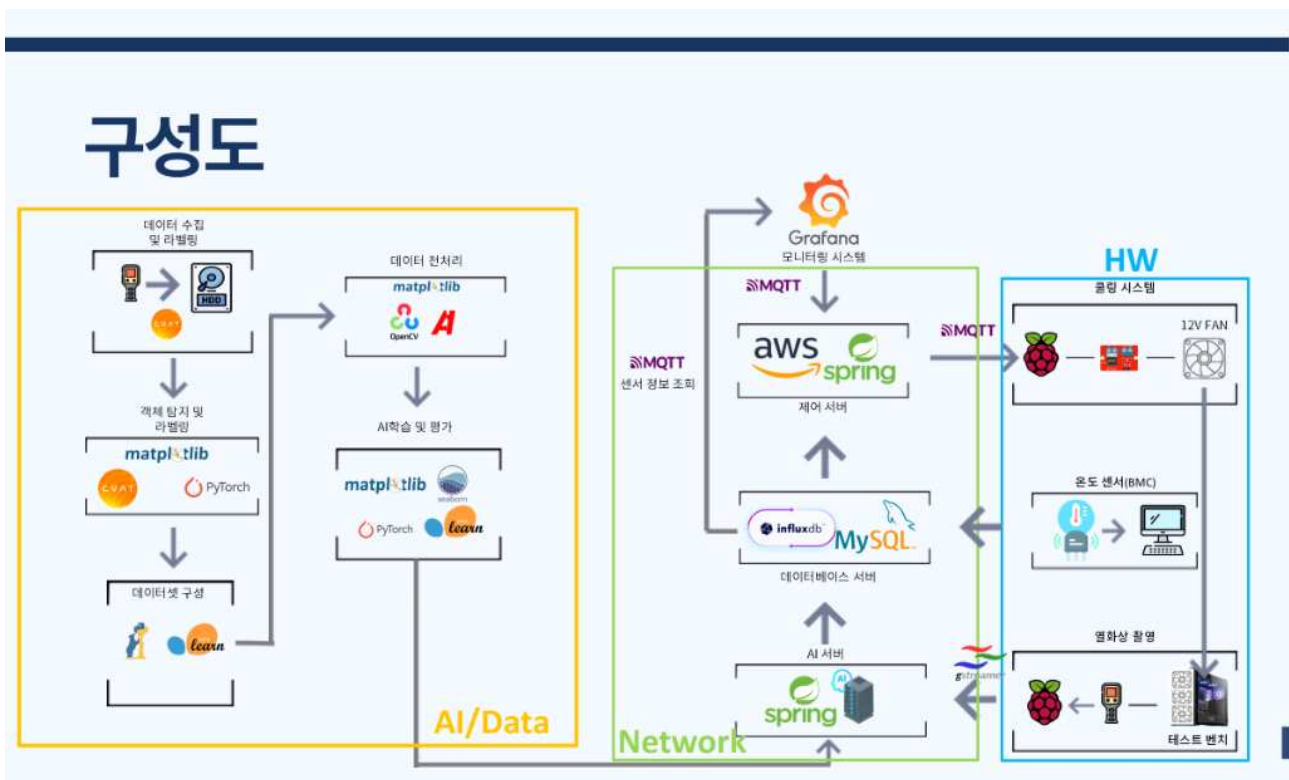 구성도
데이터 수집
및 라벨링
HDD
CVAT
객체 탐지 및
라벨링
matplotlib
CVAT
PyTorch
데이터셋 구성
learn
데이터 전처리
matplotlib
OpenCV
AI학습 및 평가
matplotlib
seaborn
PyTorch
learn
AI/Data
Grafana
모니터링 시스템
MQTT
MQTT
센서 정보 조회
aws
spring
제어 서버
MQTT
influxdb
MySQL
데이터베이스 서버
AI 서버
AI
spring
gstreamer
Network
HW
쿨링 시스템
12V FAN
온도 센서(BMC)
열화상 촬영
테스트 벤치